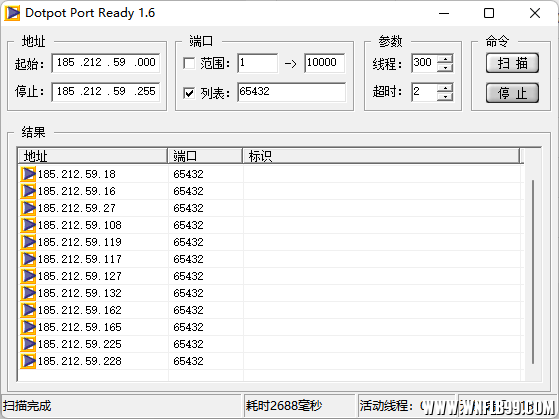 Dotpot Port Ready 1.6
地址
起始: 185 .212 .59 .000
停止: 185 .212 .59 .255
端口
范围: 1 -> 10000
列表: 65432
参数
线程: 300
超时: 2
命令
扫 描
停 止
结果
地址 端口 标识
185.212.59.18 65432
185.212.59.16 65432
185.212.59.27 65432
185.212.59.108 65432
185.212.59.119 65432
185.212.59.117 65432
185.212.59.127 65432
185.212.59.132 65432
185.212.59.162 65432
185.212.59.165 65432
185.212.59.225 65432
185.212.59.228 65432
扫描完成 耗时2688毫秒 活动线程:
WWW.WNFLB99.COM